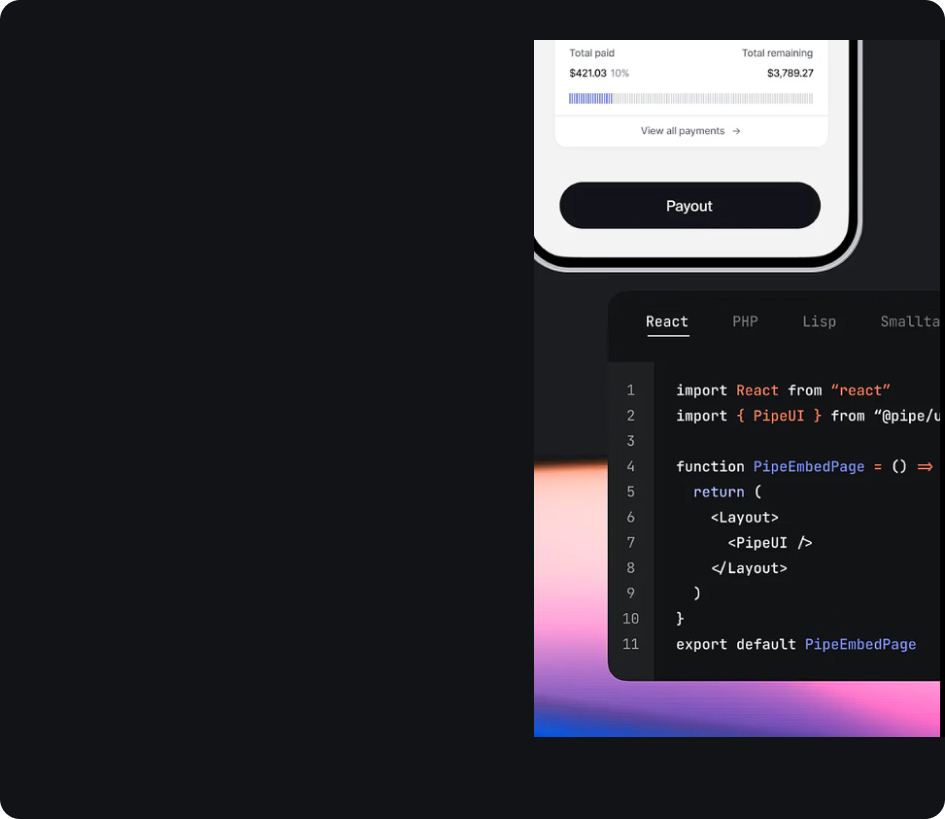 Total paid Total remaining
$421.03 10% $3,789.27
View all payments →
Payout
React PHP Lisp Smallta
1 import React from “react”
2 import { PipeUI } from “@pipe/u
3
4 function PipeEmbedPage = () =>
5 return (
6 <Layout>
7 <PipeUI />
8 </Layout>
9 )
10 }
11 export default PipeEmbedPage